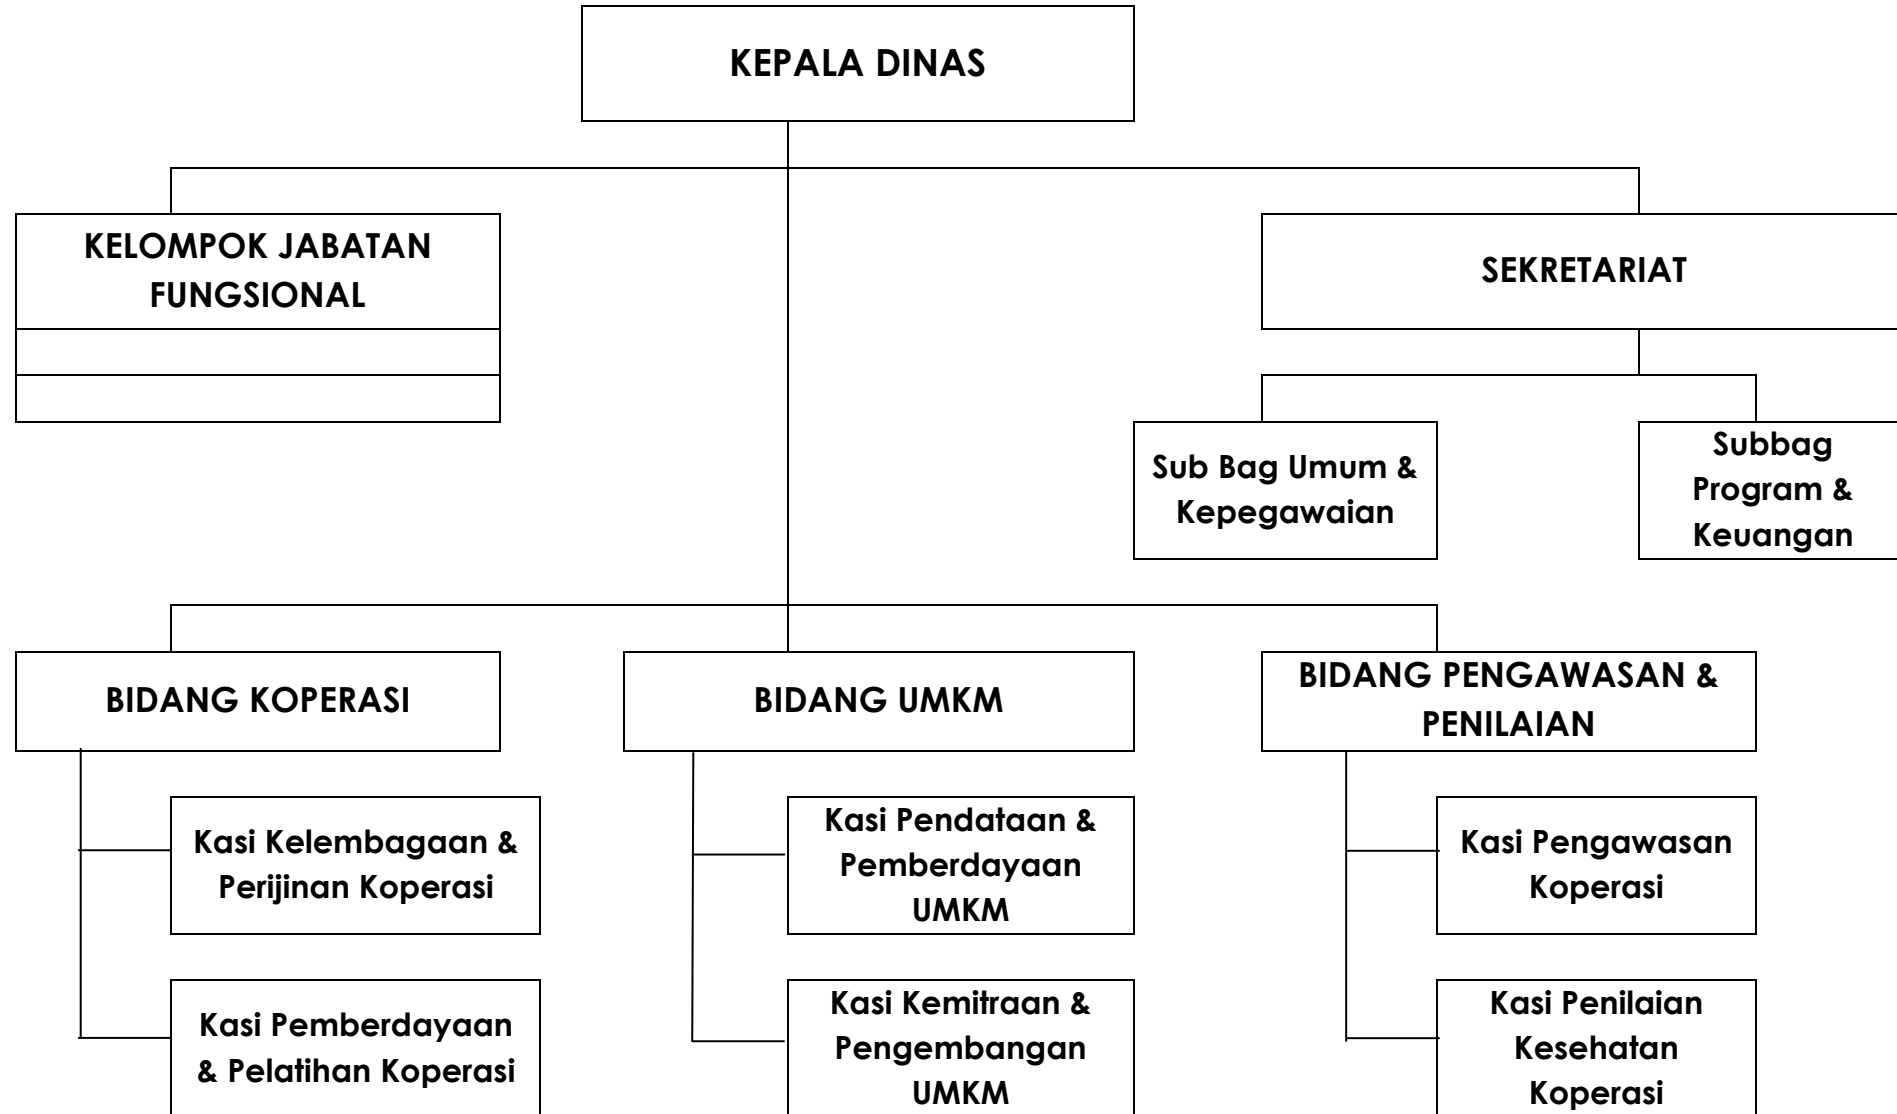 KEPALA DINAS
KELOMPOK JABATAN
FUNGSIONAL
SEKRETARIAT
Sub Bag Umum &
Kepegawaian
Subbag
Program &
Keuangan
BIDANG KOPERASI
BIDANG UMKM
BIDANG PENGAWASAN &
PENILAIAN
Kasi Kelembagaan &
Perijinan Koperasi
Kasi Pendataan &
Pemberdayaan
UMKM
Kasi Pengawasan
Koperasi
Kasi Pemberdayaan
& Pelatihan Koperasi
Kasi Kemitraan &
Pengembangan
UMKM
Kasi Penilaian
Kesehatan
Koperasi